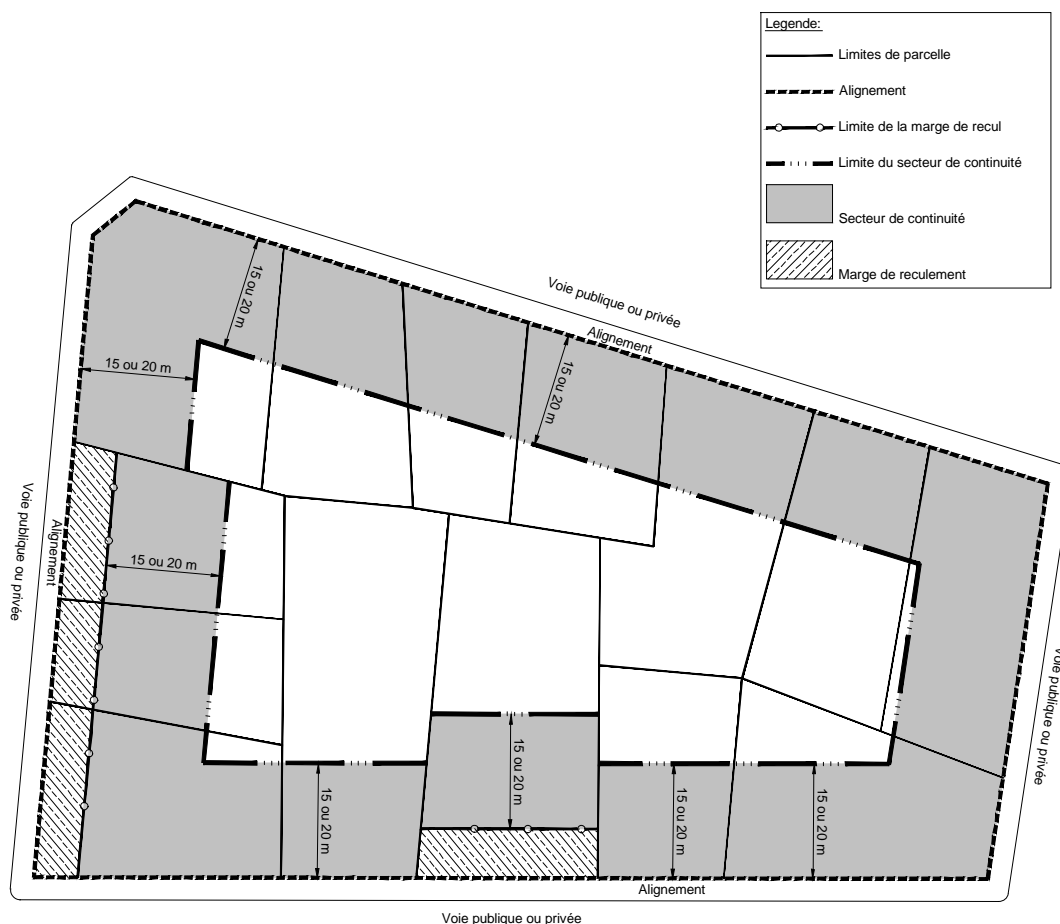 Legende:
Limites de parcelle
Alignement
Limite de la marge de recul
Limite du secteur de continuité
Secteur de continuité
Marge de reculement
Voie publique ou privée
Alignement
15 ou 20 m
15 ou 20 m
15 ou 20 m
Voie publique ou privée
Alignement
15 ou 20 m
Voie publique ou privée
15 ou 20 m
15 ou 20 m
15 ou 20 m
15 ou 20 m
Alignement
Voie publique ou privée